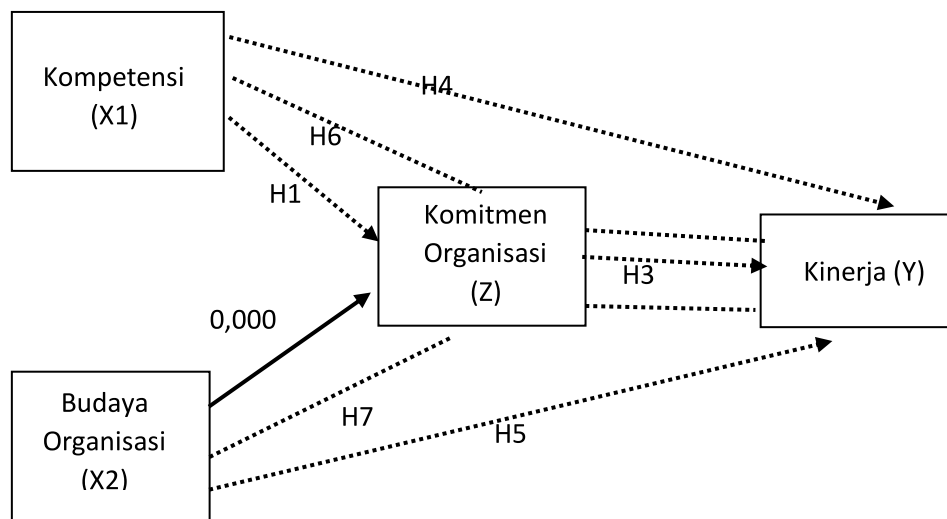 Kompetensi
(X1)
H4
H6
H1
Komitmen
Organisasi
(Z)
H3
Kinerja (Y)
0,000
Budaya
Organisasi
(X2)
H7
H5